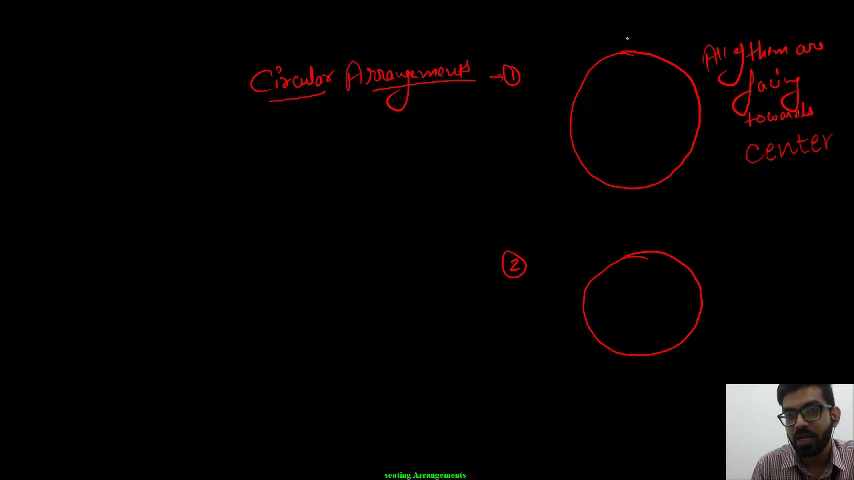 Circular Arrangements → ①
All of them are
facing
towards
center
②
seating Arrangements